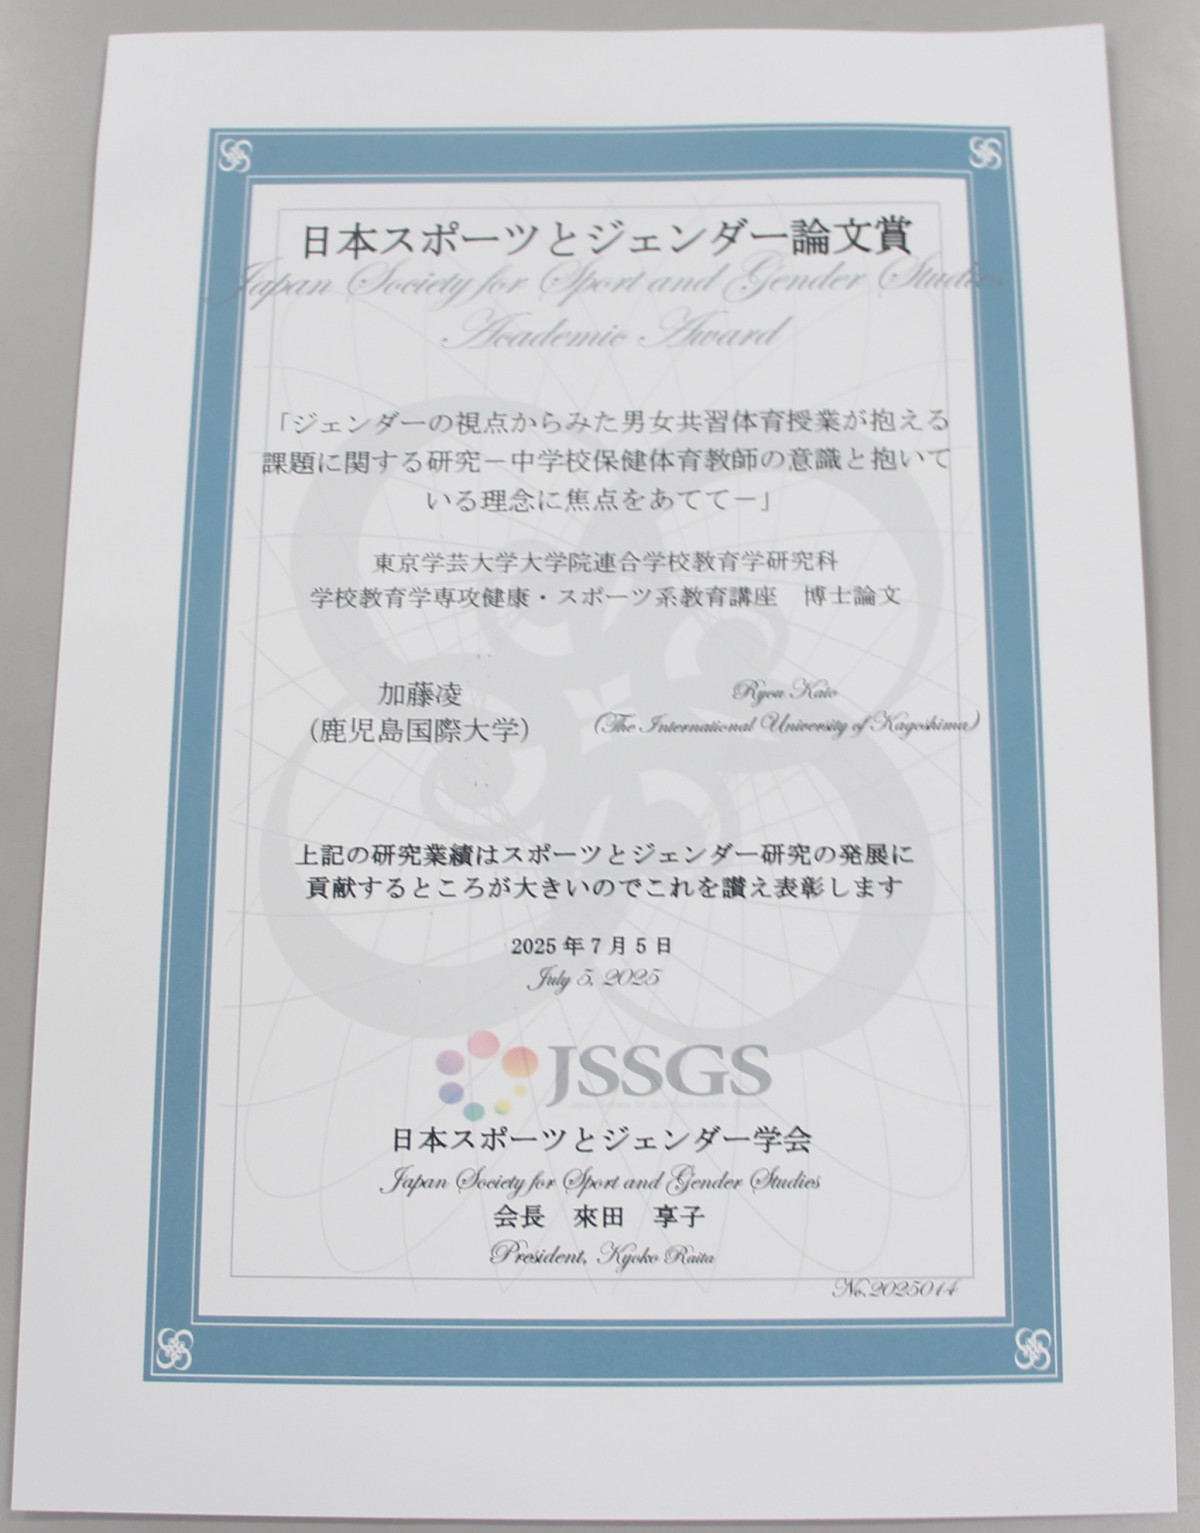 日本スポーツとジェンダー論文賞
Japan Society for Sport and Gender Studies
Academic Award
「ジェンダーの視点からみた男女共習体育授業が抱える
課題に関する研究－中学校保健体育教師の意識と抱いて
いる理念に焦点をあてて－」
東京学芸大学大学院連合学校教育学研究科
学校教育学専攻健康・スポーツ系教育講座　博士論文
加藤凌
(鹿児島国際大学)
Ryou Kato
(The International University of Kagoshima)
上記の研究業績はスポーツとジェンダー研究の発展に
貢献するところが大きいのでこれを讃え表彰します
2025年7月5日
July 5, 2025
JSSGS
日本スポーツとジェンダー学会
Japan Society for Sport and Gender Studies
会長　來田　享子
President, Kyoko Raita
No.2025014